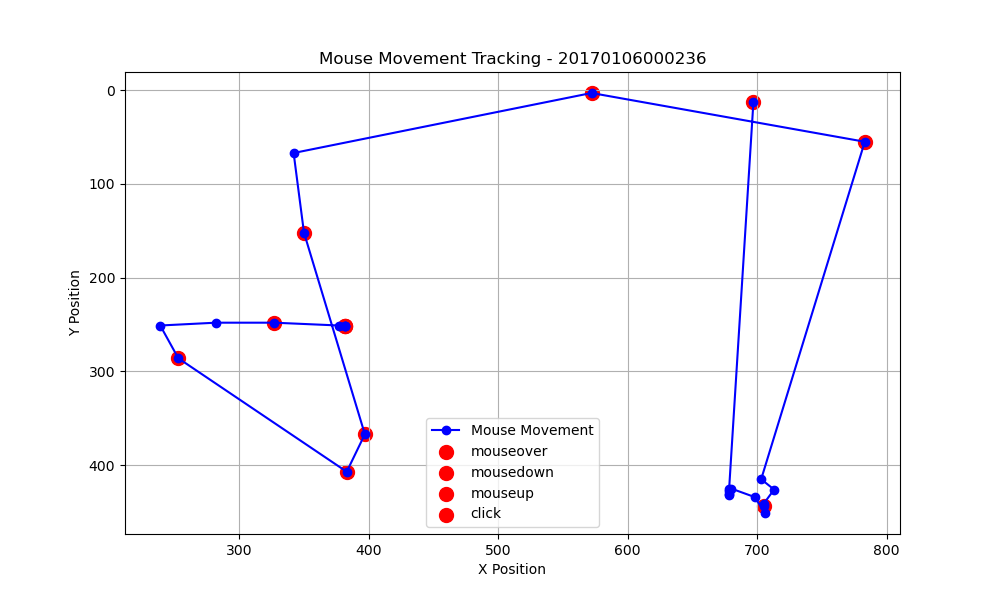 Mouse Movement Tracking - 20170106000236
0
100
200
300
400
Y Position
Mouse Movement
mouseover
mousedown
mouseup
click
300
400
500
600
700
800
X Position